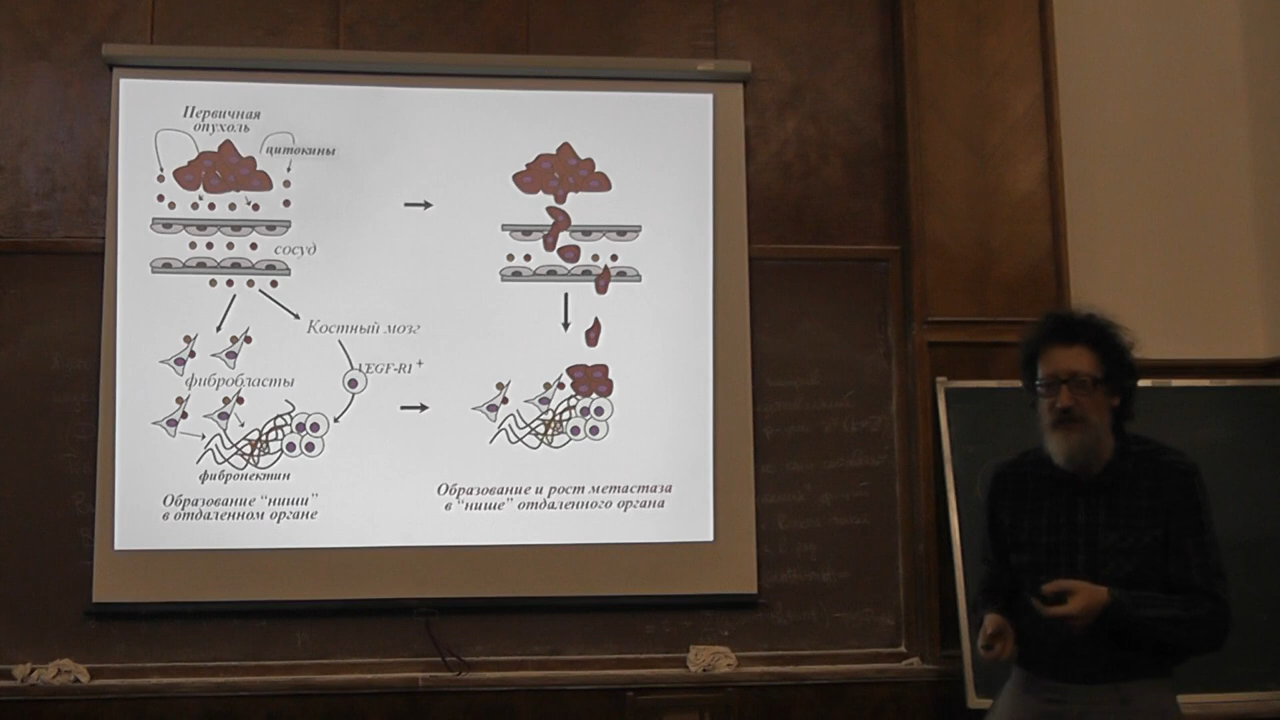 Первичная
опухоль
цитокины
сосуд
Костный мозг
VEGF-R1+
фибробласты
фибронектин
Образование “ниши”
в отдаленном органе
Образование и рост метастаза
в “нише” отдаленного органа